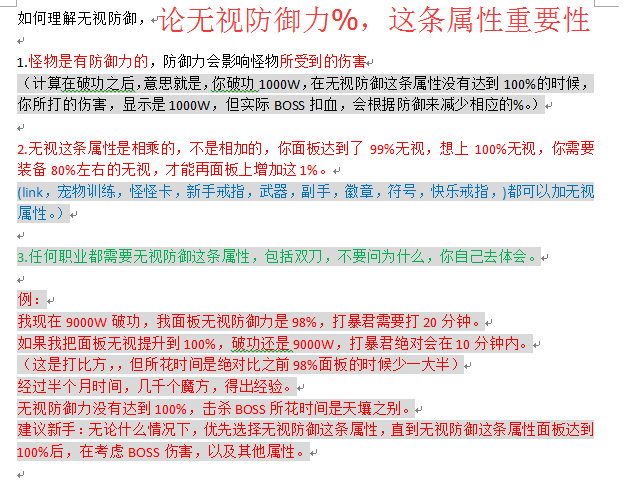 如何理解无视防御，论无视防御力%，这条属性重要性
1.怪物是有防御力的，防御力会影响怪物所受到的伤害
（计算在破功之后，意思就是，你破功 1000W，在无视防御这条属性没有达到 100%的时候，
你所打的伤害，显示是 1000W，但实际 BOSS 扣血，会根据防御来减少相应的%。）
2.无视这条属性是相乘的，不是相加的，你面板达到了 99%无视，想上 100%无视，你需要
装备 80%左右的无视，才能再面板上增加这 1%。
(link，宠物训练，怪怪卡，新手戒指，武器，副手，徽章，符号，快乐戒指，)都可以加无视
属性。）
3.任何职业都需要无视防御这条属性，包括双刀，不要问为什么，你自己去体会。
例：
我现在 9000W 破功，我面板无视防御力是 98%，打暴君需要打 20 分钟。
如果我把面板无视提升到 100%，破功还是 9000W，打暴君绝对会在 10 分钟内。
（这是打比方，，但所花时间是绝对比之前 98%面板的时候少一大半）
经过半个月时间，几千个魔方，得出经验。
无视防御力没有达到 100%，击杀 BOSS 所花时间是天壤之别。
建议新手：无论什么情况下，优先选择无视防御这条属性，直到无视防御这条属性面板达到
100%后，在考虑 BOSS 伤害，以及其他属性。